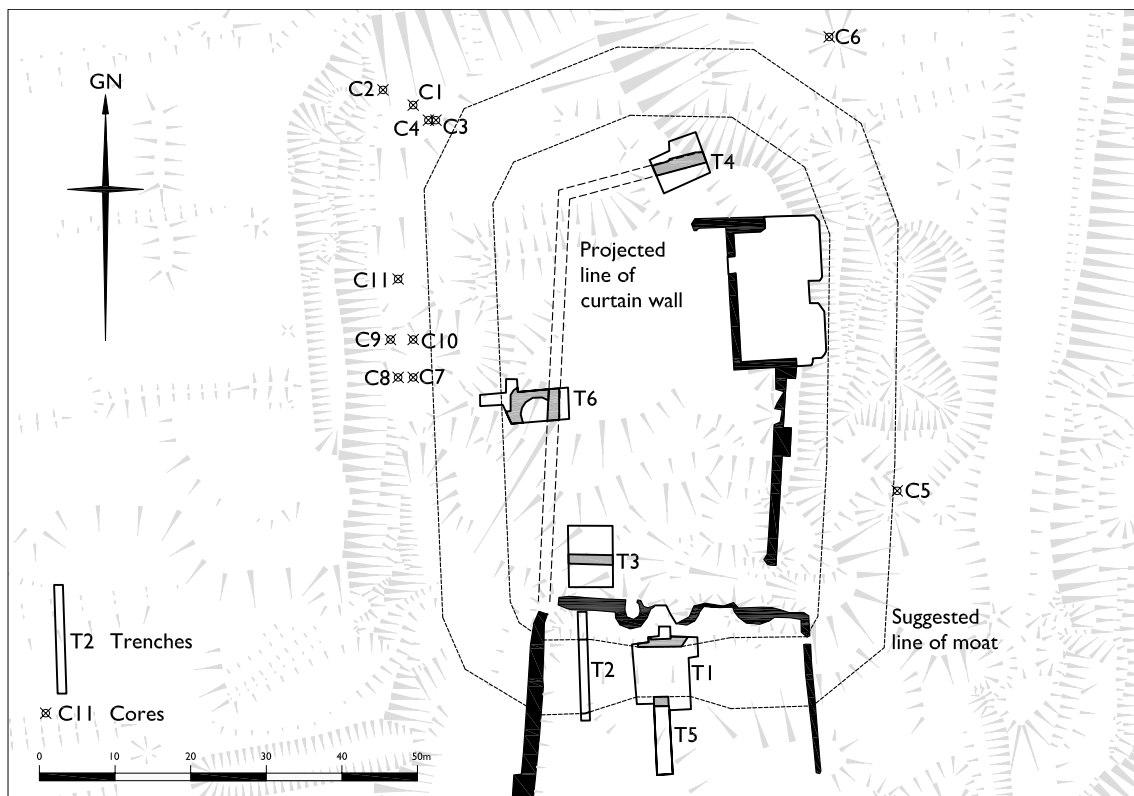 C6
GN
C2
C1
C4
C3
T4
Projected
line of
curtain wall
C11
C9
C10
C8
C7
T6
C5
T3
Suggested
line of moat
T2 Trenches
T2
T1
C11 Cores
T5
0 10 20 30 40 50m